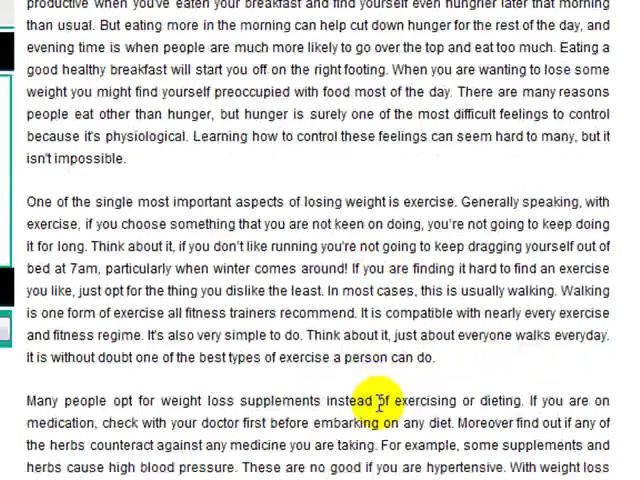 productive when you've eaten your breakfast and find yourself even hungrier later that morning
than usual. But eating more in the morning can help cut down hunger for the rest of the day, and
evening time is when people are much more likely to go over the top and eat too much. Eating a
good healthy breakfast will start you off on the right footing. When you are wanting to lose some
weight you might find yourself preoccupied with food most of the day. There are many reasons
people eat other than hunger, but hunger is surely one of the most difficult feelings to control
because it's physiological. Learning how to control these feelings can seem hard to many, but it
isn't impossible.
One of the single most important aspects of losing weight is exercise. Generally speaking, with
exercise, if you choose something that you are not keen on doing, you're not going to keep doing
it for long. Think about it, if you don't like running you're not going to keep dragging yourself out of
bed at 7am, particularly when winter comes around! If you are finding it hard to find an exercise
you like, just opt for the thing you dislike the least. In most cases, this is usually walking. Walking
is one form of exercise all fitness trainers recommend. It is compatible with nearly every exercise
and fitness regime. It's also very simple to do. Think about it, just about everyone walks everyday.
It is without doubt one of the best types of exercise a person can do.
Many people opt for weight loss supplements instead of exercising or dieting. If you are on
medication, check with your doctor first before embarking on any diet. Moreover find out if any of
the herbs counteract against any medicine you are taking. For example, some supplements and
herbs cause high blood pressure. These are no good if you are hypertensive. With weight loss